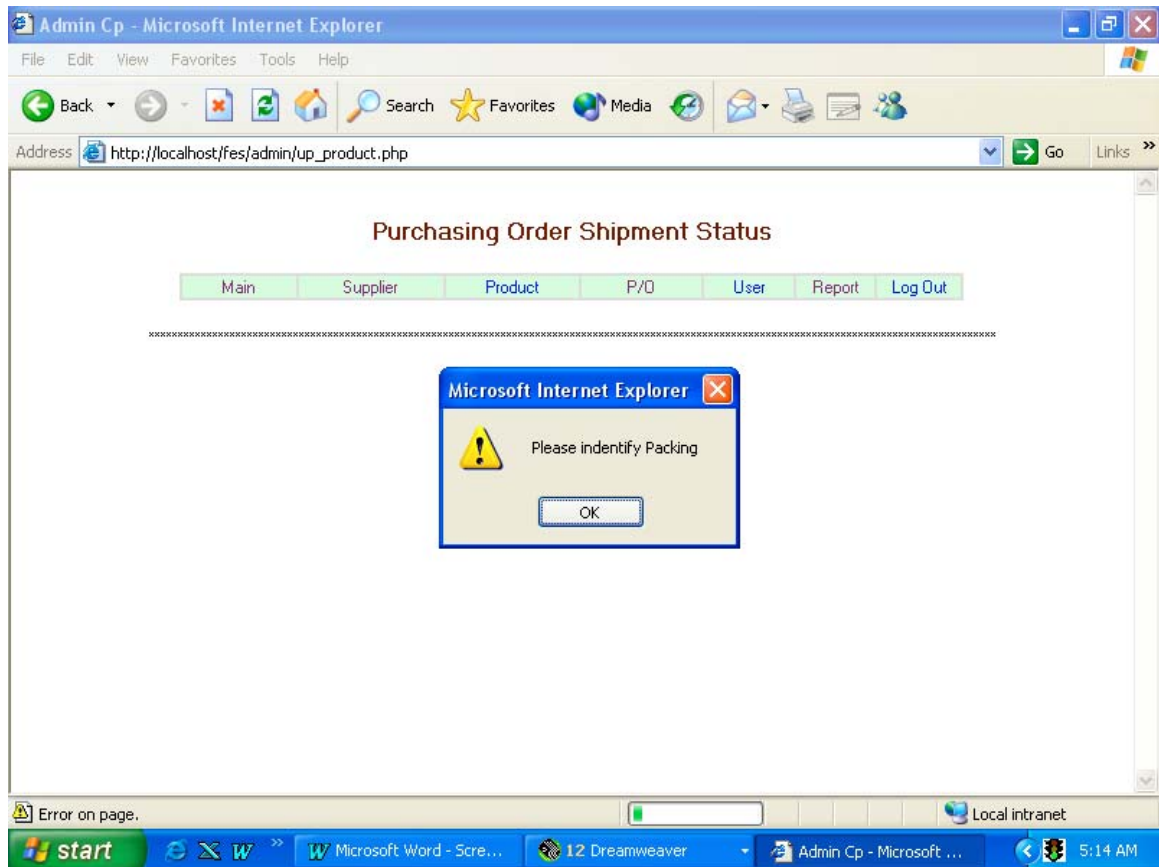 Admin Cp - Microsoft Internet Explorer
File Edit View Favorites Tools Help
Back Search Favorites Media
Address http://localhost/fes/admin/up_product.php Go Links »
Purchasing Order Shipment Status
Main Supplier Product P/O User Report Log Out
Microsoft Internet Explorer
Please indentify Packing
OK
Error on page. Local intranet
start » Microsoft Word - Scre... 12 Dreamweaver Admin Cp - Microsoft ... 5:14 AM